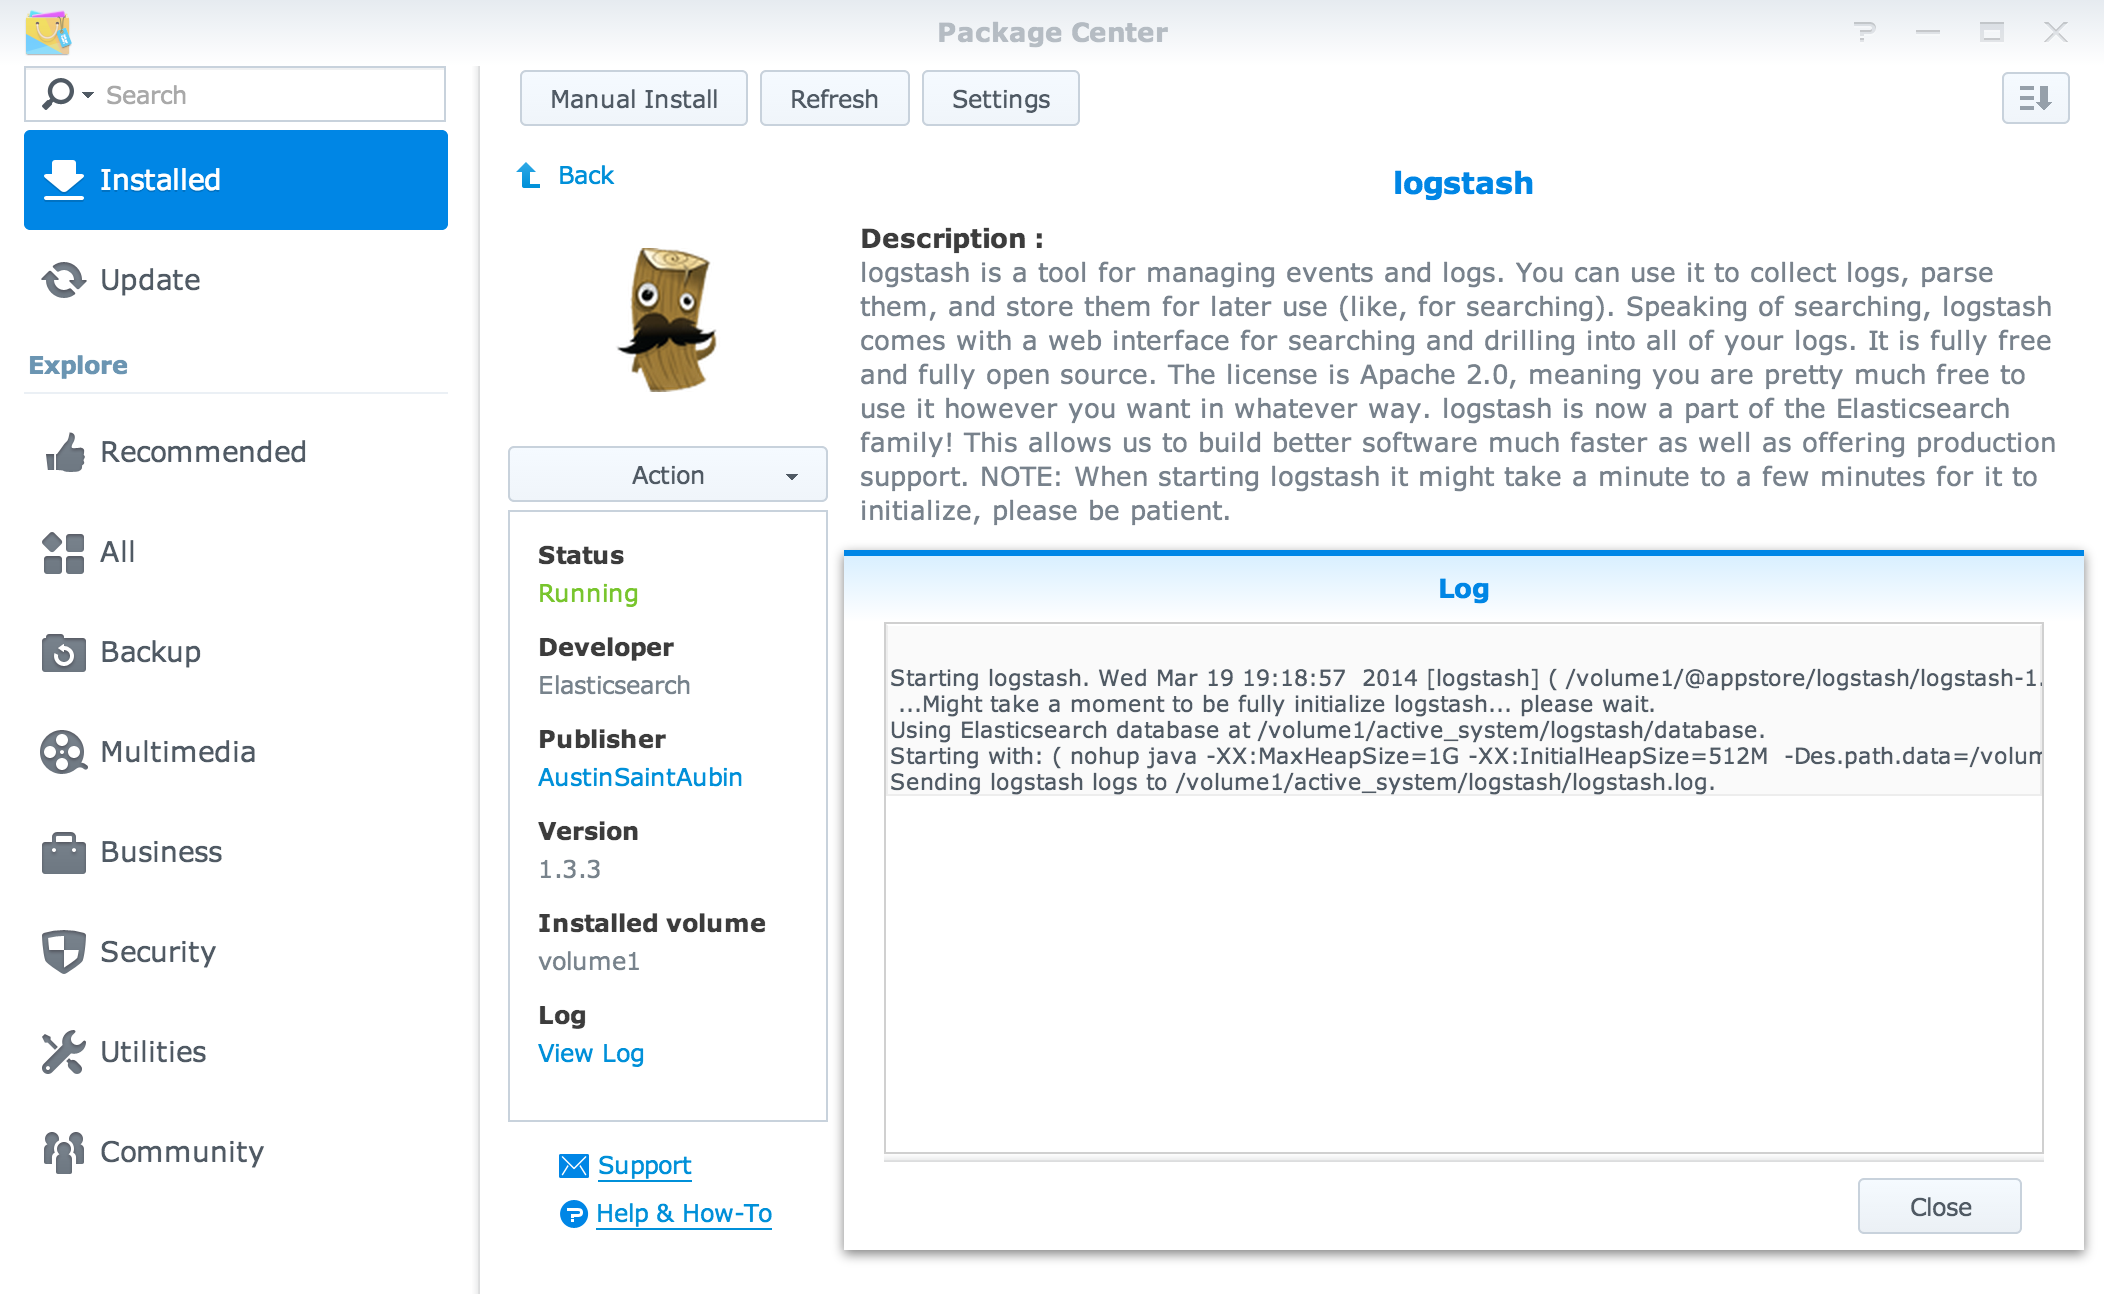 Package Center
Search
Installed
Update
Explore
Recommended
All
Backup
Multimedia
Business
Security
Utilities
Community
Manual Install
Refresh
Settings
Back
logstash
Description :
logstash is a tool for managing events and logs. You can use it to collect logs, parse
them, and store them for later use (like, for searching). Speaking of searching, logstash
comes with a web interface for searching and drilling into all of your logs. It is fully free
and fully open source. The license is Apache 2.0, meaning you are pretty much free to
use it however you want in whatever way. logstash is now a part of the Elasticsearch
family! This allows us to build better software much faster as well as offering production
support. NOTE: When starting logstash it might take a minute to a few minutes for it to
initialize, please be patient.
Action
Status
Running
Developer
Elasticsearch
Publisher
AustinSaintAubin
Version
1.3.3
Installed volume
volume1
Log
View Log
Support
Help & How-To
Log
Starting logstash. Wed Mar 19 19:18:57  2014 [logstash] ( /volume1/@appstore/logstash/logstash-1.
...Might take a moment to be fully initialize logstash... please wait.
Using Elasticsearch database at /volume1/active_system/logstash/database.
Starting with: ( nohup java -XX:MaxHeapSize=1G -XX:InitialHeapSize=512M  -Des.path.data=/volum
Sending logstash logs to /volume1/active_system/logstash/logstash.log.
Close